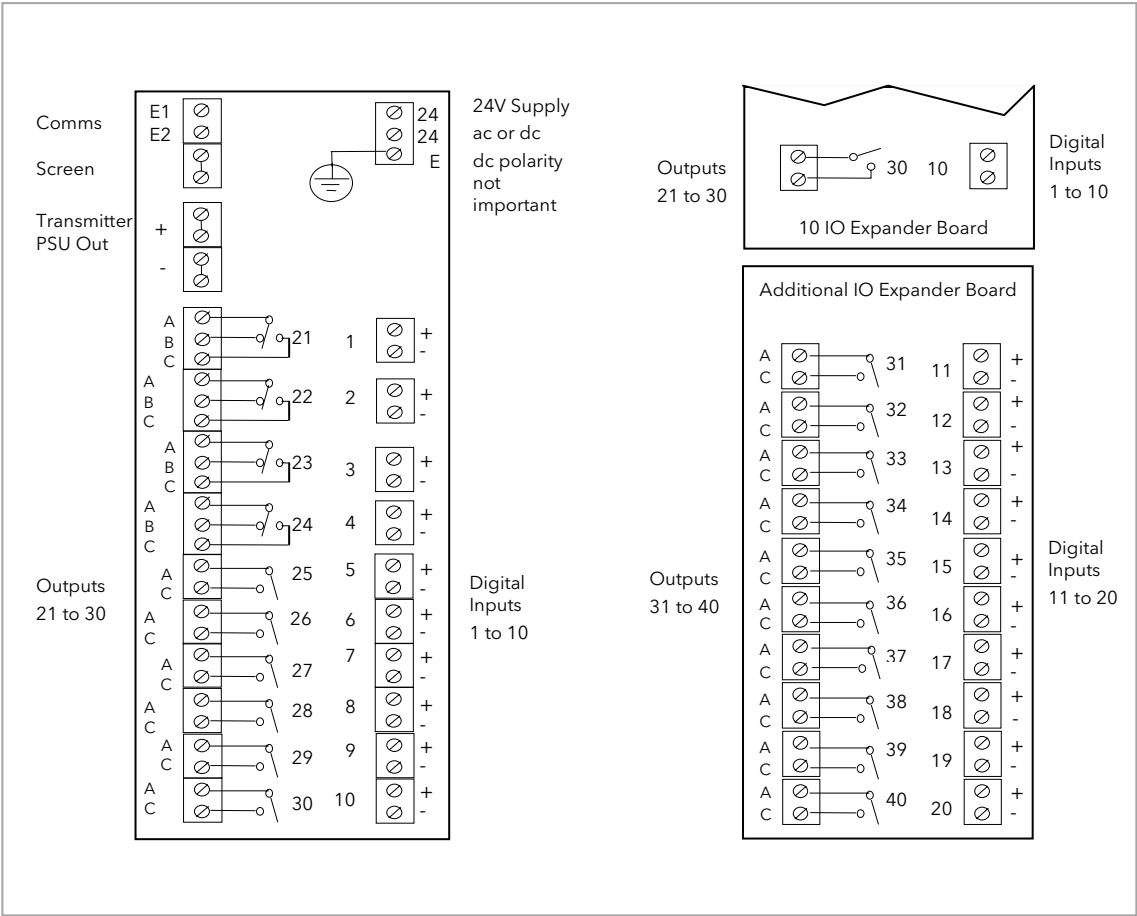 Comms
E1
E2
Screen
Transmitter
PSU Out
+
-
24
24
E
24V Supply
ac or dc
dc polarity
not
important
A
B
C
21
1
+
-
A
B
C
22
2
+
-
A
B
C
23
3
+
-
A
B
C
24
4
+
-
Outputs
21 to 30
A
C
25
5
+
-
A
C
26
6
+
-
A
C
27
7
+
-
A
C
28
8
+
-
A
C
29
9
+
-
A
C
30
10
+
-
Digital
Inputs
1 to 10
Outputs
21 to 30
30
10
Digital
Inputs
1 to 10
10 IO Expander Board
Additional IO Expander Board
A
C
31
11
+
-
A
C
32
12
+
-
A
C
33
13
+
-
A
C
34
14
+
-
A
C
35
15
+
-
A
C
36
16
+
-
A
C
37
17
+
-
A
C
38
18
+
-
A
C
39
19
+
-
A
C
40
20
+
-
Outputs
31 to 40
Digital
Inputs
11 to 20